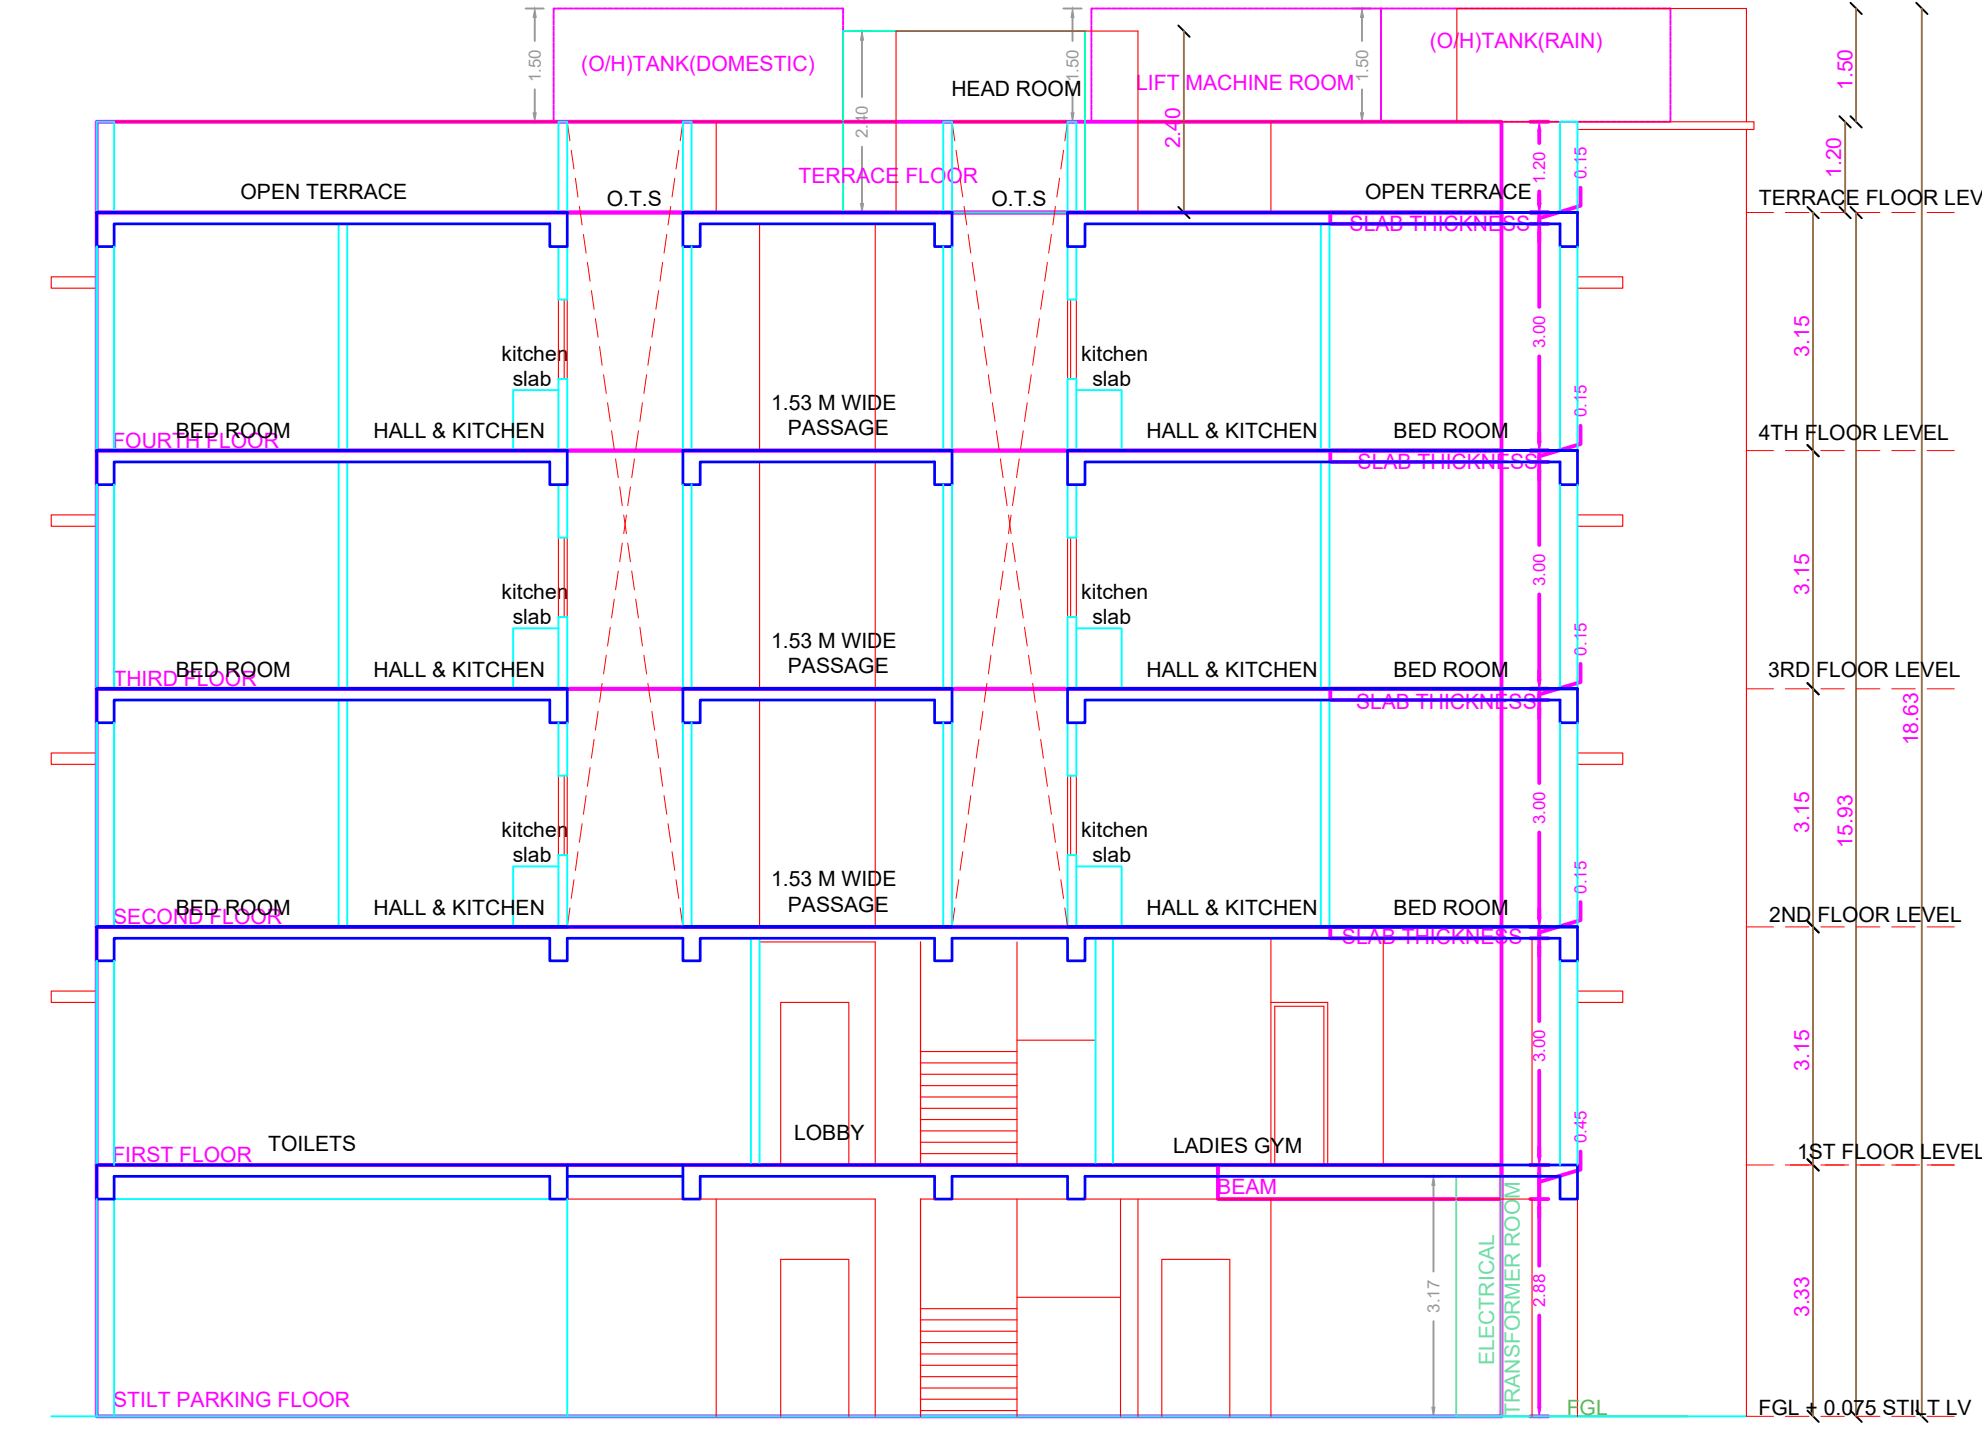 1.50
(O/H)TANK(DOMESTIC)
2.40
HEAD ROOM
1.50
LIFT MACHINE ROOM
2.40
1.50
(O/H)TANK(RAIN)
1.50
OPEN TERRACE
O.T.S
TERRACE FLOOR
O.T.S
OPEN TERRACE
1.20
0.15
1.20
TERRACE FLOOR LEV
SLAB THICKNESS
kitchen
slab
1.53 M WIDE
PASSAGE
kitchen
slab
3.00
0.15
3.15
FOURTH FLOOR
BED ROOM
HALL & KITCHEN
HALL & KITCHEN
BED ROOM
4TH FLOOR LEVEL
SLAB THICKNESS
kitchen
slab
1.53 M WIDE
PASSAGE
kitchen
slab
3.00
0.15
3.15
THIRD FLOOR
BED ROOM
HALL & KITCHEN
HALL & KITCHEN
BED ROOM
3RD FLOOR LEVEL
SLAB THICKNESS
18.63
kitchen
slab
1.53 M WIDE
PASSAGE
kitchen
slab
3.00
0.15
3.15
15.93
SECOND FLOOR
BED ROOM
HALL & KITCHEN
HALL & KITCHEN
BED ROOM
2ND FLOOR LEVEL
SLAB THICKNESS
3.00
0.45
3.15
FIRST FLOOR
TOILETS
LOBBY
LADIES GYM
1ST FLOOR LEVEL
BEAM
3.17
ELECTRICAL
TRANSFORMER ROOM
2.88
3.33
STILT PARKING FLOOR
FGL
FGL + 0.075 STILT LV